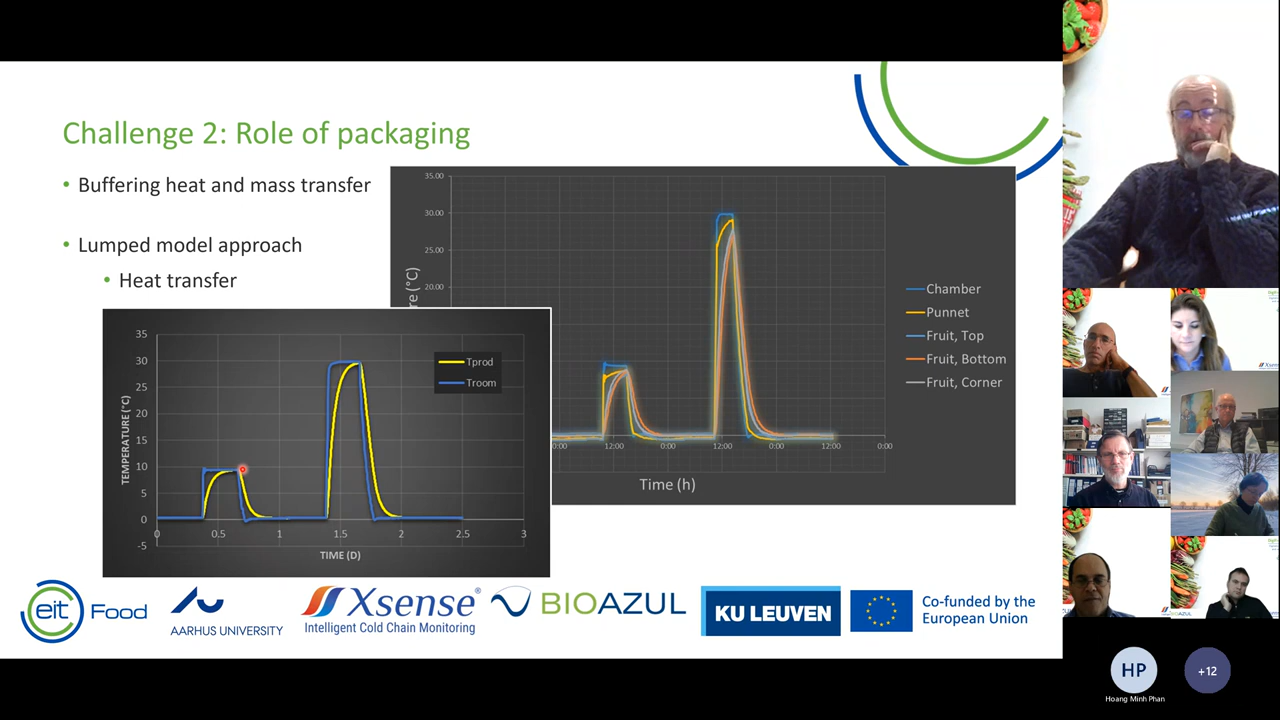 Challenge 2: Role of packaging
• Buffering heat and mass transfer
• Lumped model approach
• Heat transfer
35.00
30.00
25.00
20.00
re (°C)
0:00
12:00
0:00
12:00
0:00
12:00
0:00
Time (h)
Chamber
Punnet
Fruit, Top
Fruit, Bottom
Fruit, Corner
35
30
25
20
15
10
5
0
-5
TEMPERATURE (°C)
0
0.5
1
1.5
2
2.5
3
TIME (D)
Tprod
Troom
eit Food
AARHUS UNIVERSITY
Xsense®
Intelligent Cold Chain Monitoring
BIOAZUL
KU LEUVEN
Co-funded by the
European Union
HP
Hoang Minh Phan
+12